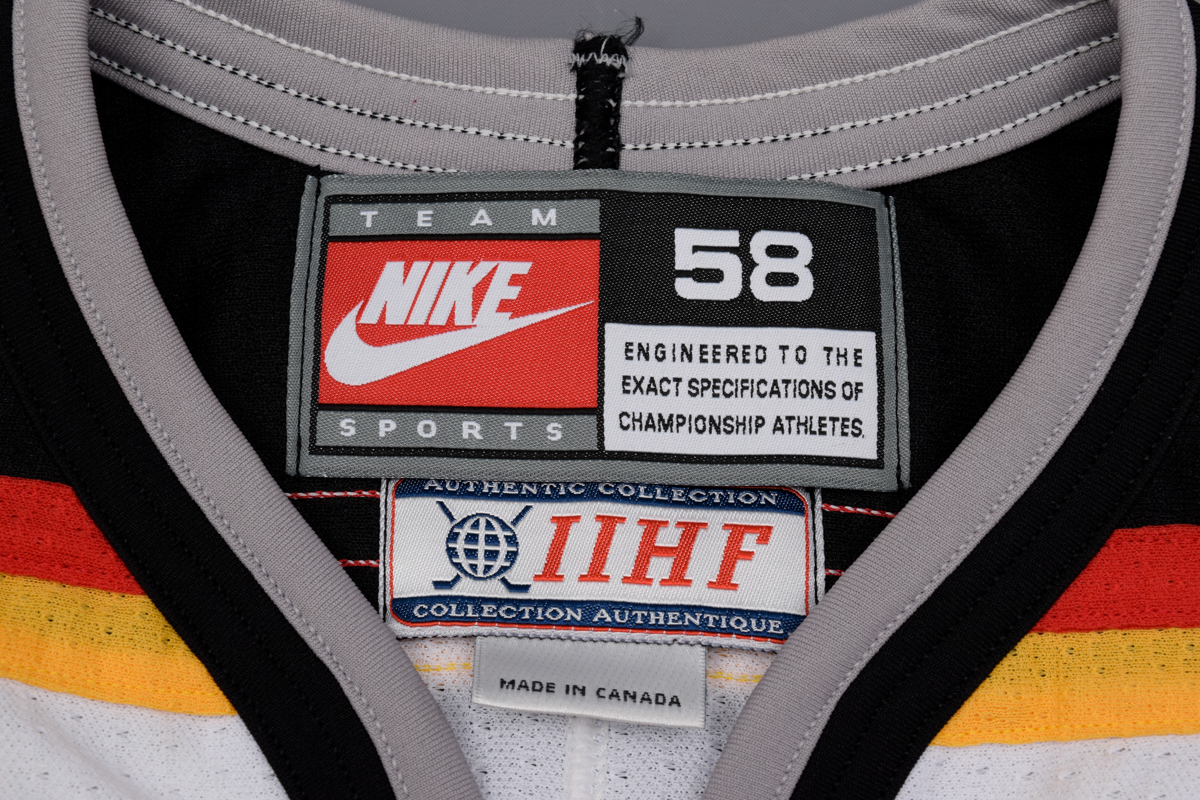 TEAM
NIKE
SPORTS
58
ENGINEERED TO THE
EXACT SPECIFICATIONS OF
CHAMPIONSHIP ATHLETES.
AUTHENTIC COLLECTION
IIHF
COLLECTION AUTHENTIQUE
MADE IN CANADA